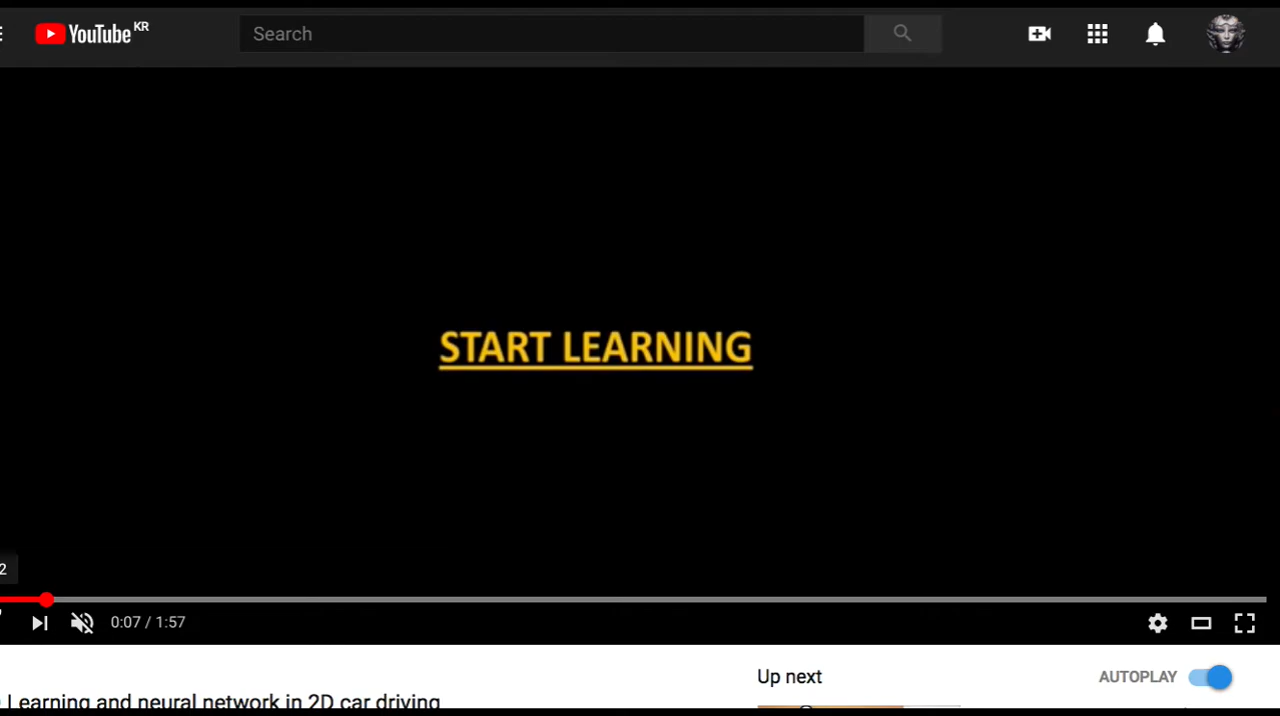 YouTube KR
Search
START LEARNING
2
0:07 / 1:57
Up next
AUTOPLAY
Learning and neural network in 2D car driving